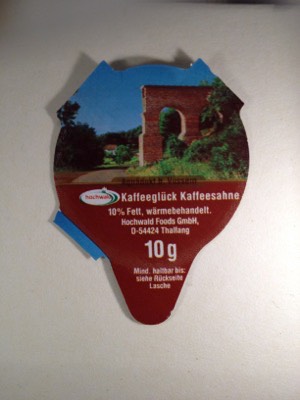 hochwald
Kaffeeglück Kaffeesahne
10% Fett, wärmebehandelt.
Hochwald Foods GmbH,
D-54424 Thalfang
10 g
Mind. haltbar bis:
siehe Rückseite
Lasche